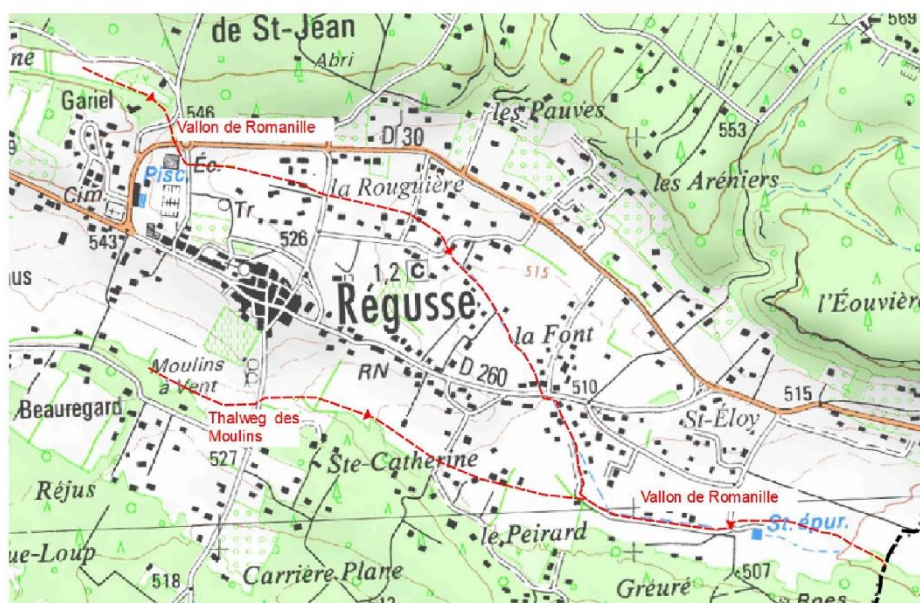 de St-Jean
Abri
569
ne
Gariel
546
Vallon de Romanille
D 30
les Pauves
553
les Aréniers
Pisc.
Éc.
la Rouguière
Cim.
Tr.
543
526
1,2 C
515
Régusse
l'Éouvière
la Font
Moulins
à Vent
RN
D 260
510
515
Beauregard
Thalweg des
Moulins
St-Éloy
527
Ste-Catherine
Réjus
Vallon de Romanille
St. épur.
le Peirard
ue-Loup
518
Carrière Plane
Gréuré
507